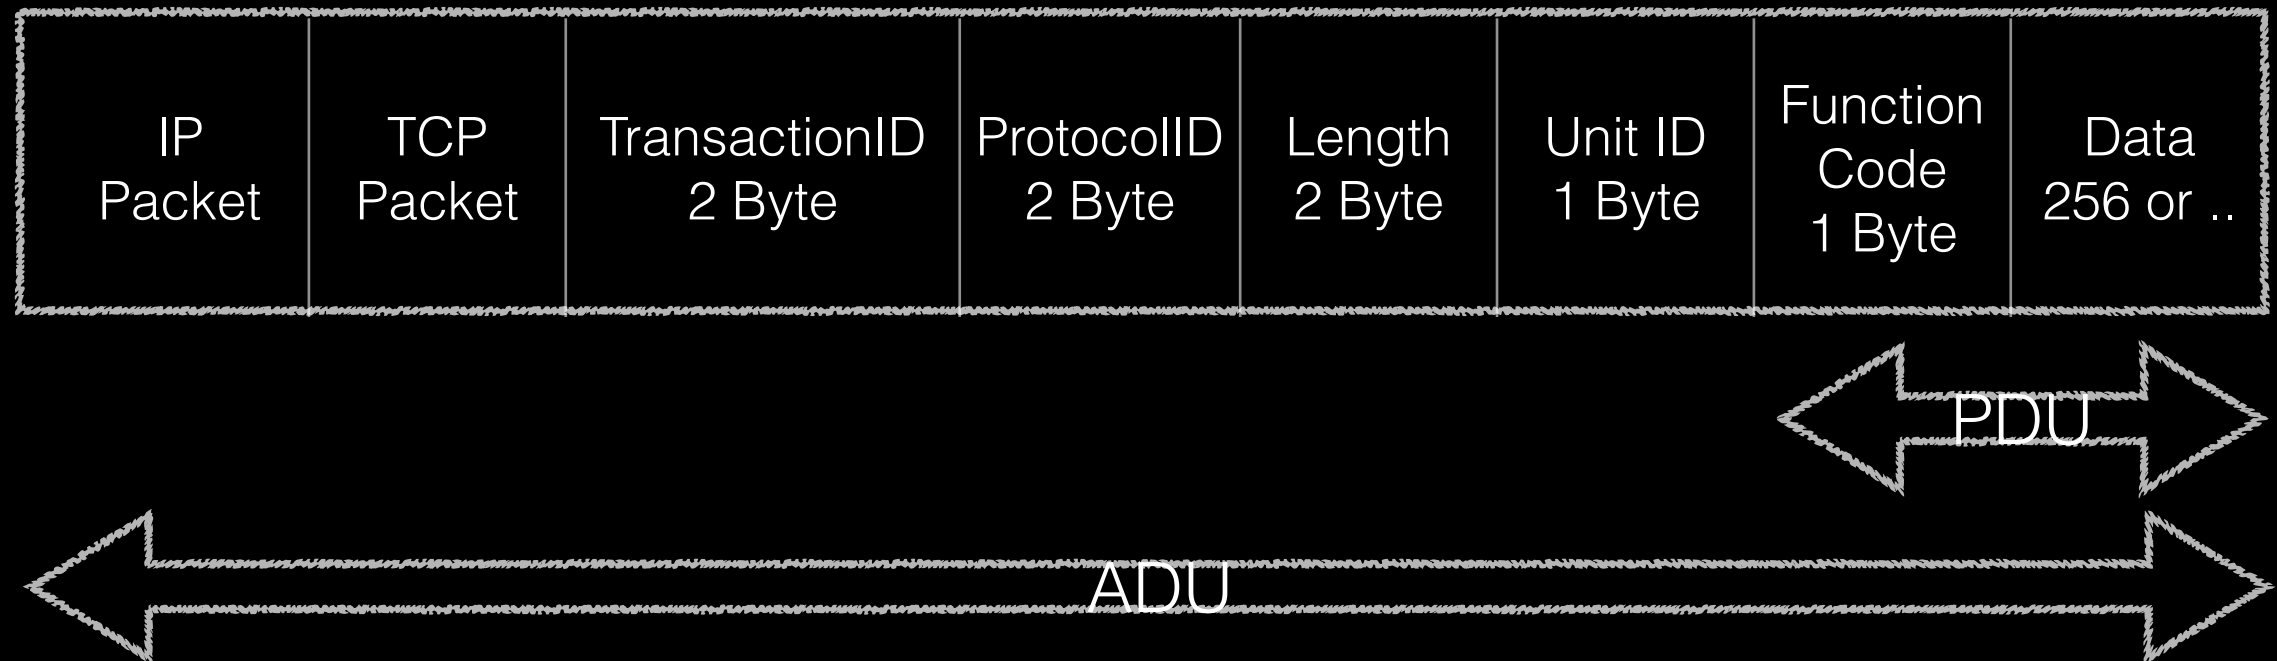 IP
Packet
TCP
Packet
TransactionID
2 Byte
ProtocolID
2 Byte
Length
2 Byte
Unit ID
1 Byte
Function
Code
1 Byte
Data
256 or ..
PDU
ADU